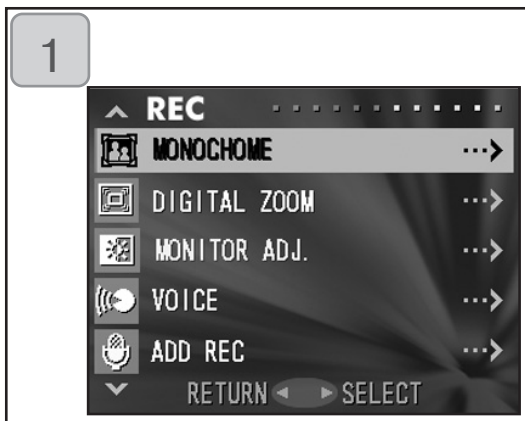 1
REC
MONOCHOME
DIGITAL ZOOM
MONITOR ADJ.
VOICE
ADD REC
RETURN SELECT